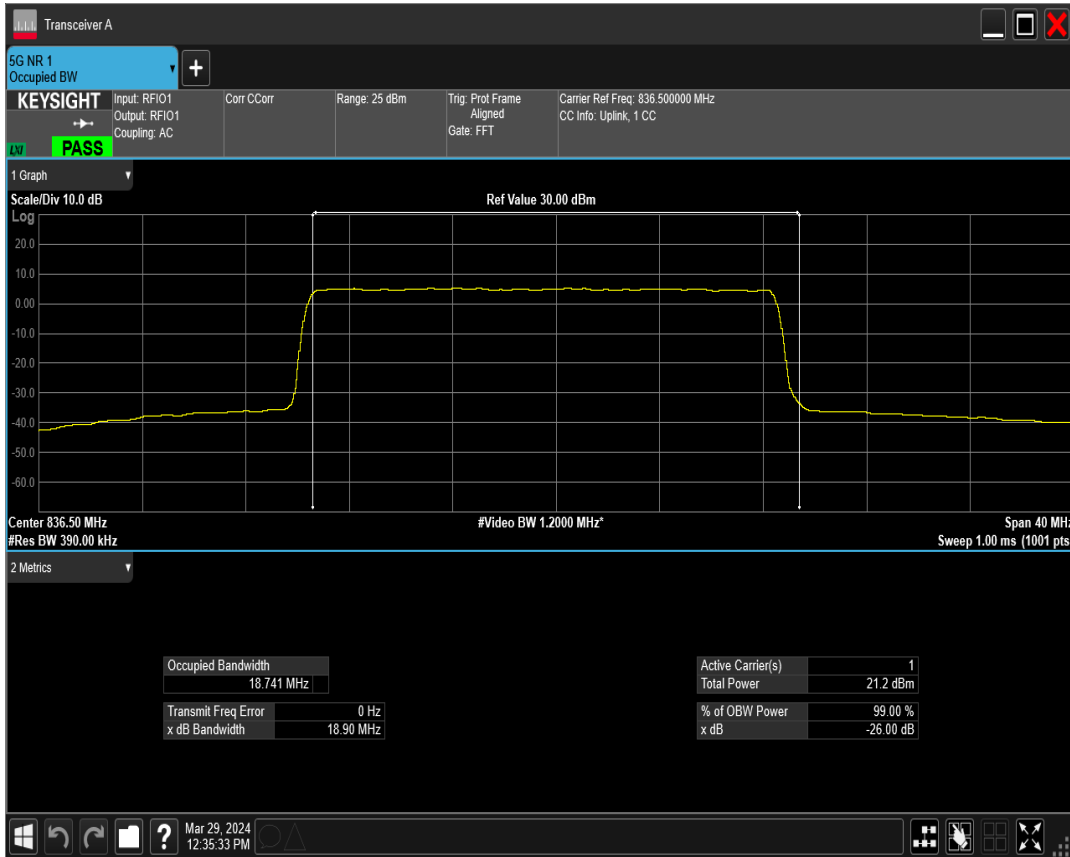 Transceiver A
5G NR 1
Occupied BW
+
KEYSIGHT
LXI
PASS
Input: RFIO1
Output: RFIO1
Coupling: AC
Corr CCorr
Range: 25 dBm
Trig: Prot Frame
Aligned
Gate: FFT
Carrier Ref Freq: 836.500000 MHz
CC Info: Uplink, 1 CC
1 Graph
Scale/Div 10.0 dB
Ref Value 30.00 dBm
Log
20.0
10.0
0.00
-10.0
-20.0
-30.0
-40.0
-50.0
-60.0
Center 836.50 MHz
#Video BW 1.2000 MHz*
Span 40 MHz
#Res BW 390.00 kHz
Sweep 1.00 ms (1001 pts
2 Metrics
Occupied Bandwidth
18.741 MHz
Transmit Freq Error 0 Hz
x dB Bandwidth 18.90 MHz
Active Carrier(s) 1
Total Power 21.2 dBm
% of OBW Power 99.00 %
x dB -26.00 dB
?
Mar 29, 2024
12:35:33 PM